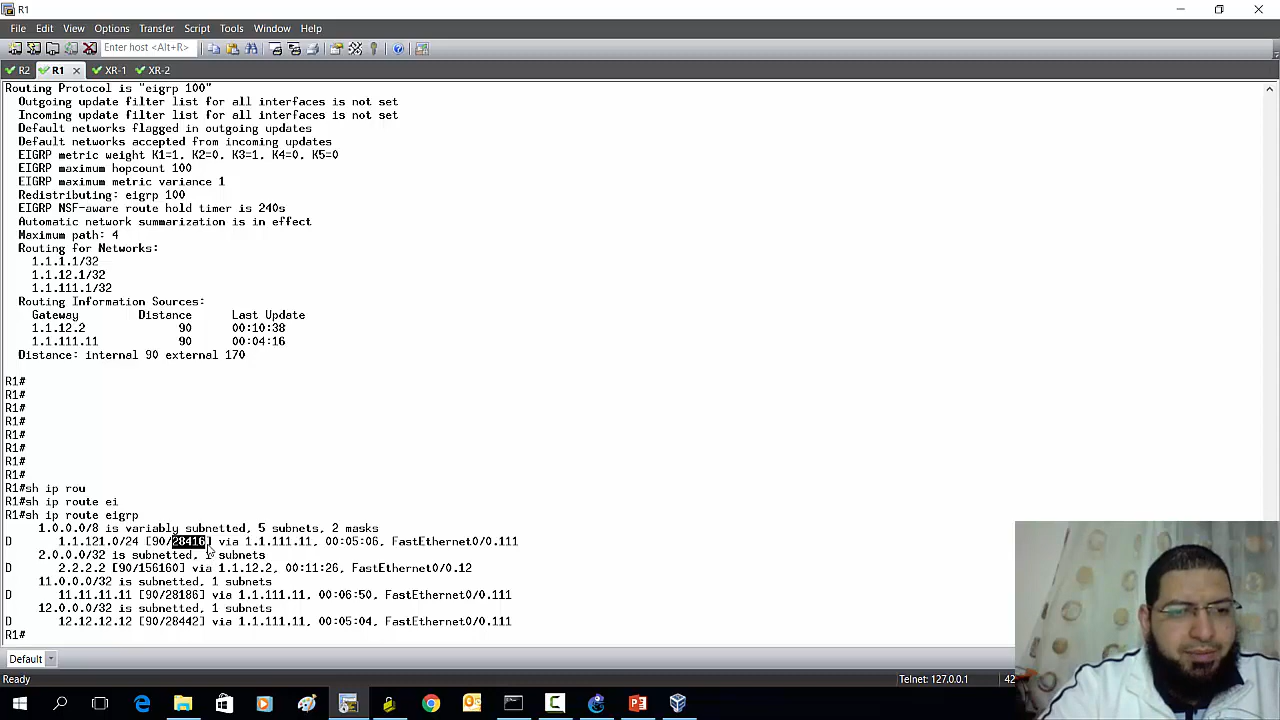 R1
File Edit View Options Transfer Script Tools Window Help
Enter host <Alt+R>
R2 R1 XR-1 XR-2
Routing Protocol is "eigrp 100"
Outgoing update filter list for all interfaces is not set
Incoming update filter list for all interfaces is not set
Default networks flagged in outgoing updates
Default networks accepted from incoming updates
EIGRP metric weight K1=1, K2=0, K3=1, K4=0, K5=0
EIGRP maximum hopcount 100
EIGRP maximum metric variance 1
Redistributing: eigrp 100
EIGRP NSF-aware route hold timer is 240s
Automatic network summarization is in effect
Maximum path: 4
Routing for Networks:
1.1.1.1/32
1.1.12.1/32
1.1.111.1/32
Routing Information Sources:
Gateway Distance Last Update
1.1.12.2 90 00:10:38
1.1.111.11 90 00:04:16
Distance: internal 90 external 170
R1#
R1#
R1#
R1#
R1#
R1#
R1#
R1#
R1#sh ip rou
R1#sh ip route ei
R1#sh ip route eigrp
1.0.0.0/8 is variably subnetted, 5 subnets, 2 masks
D 1.1.121.0/24 [90/28416] via 1.1.111.11, 00:05:06, FastEthernet0/0.111
2.0.0.0/32 is subnetted, 1 subnets
D 2.2.2.2 [90/156160] via 1.1.12.2, 00:11:26, FastEthernet0/0.12
11.0.0.0/32 is subnetted, 1 subnets
D 11.11.11.11 [90/28186] via 1.1.111.11, 00:06:50, FastEthernet0/0.111
12.0.0.0/32 is subnetted, 1 subnets
D 12.12.12.12 [90/28442] via 1.1.111.11, 00:05:04, FastEthernet0/0.111
R1#
Default
Ready Telnet: 127.0.0.1 42